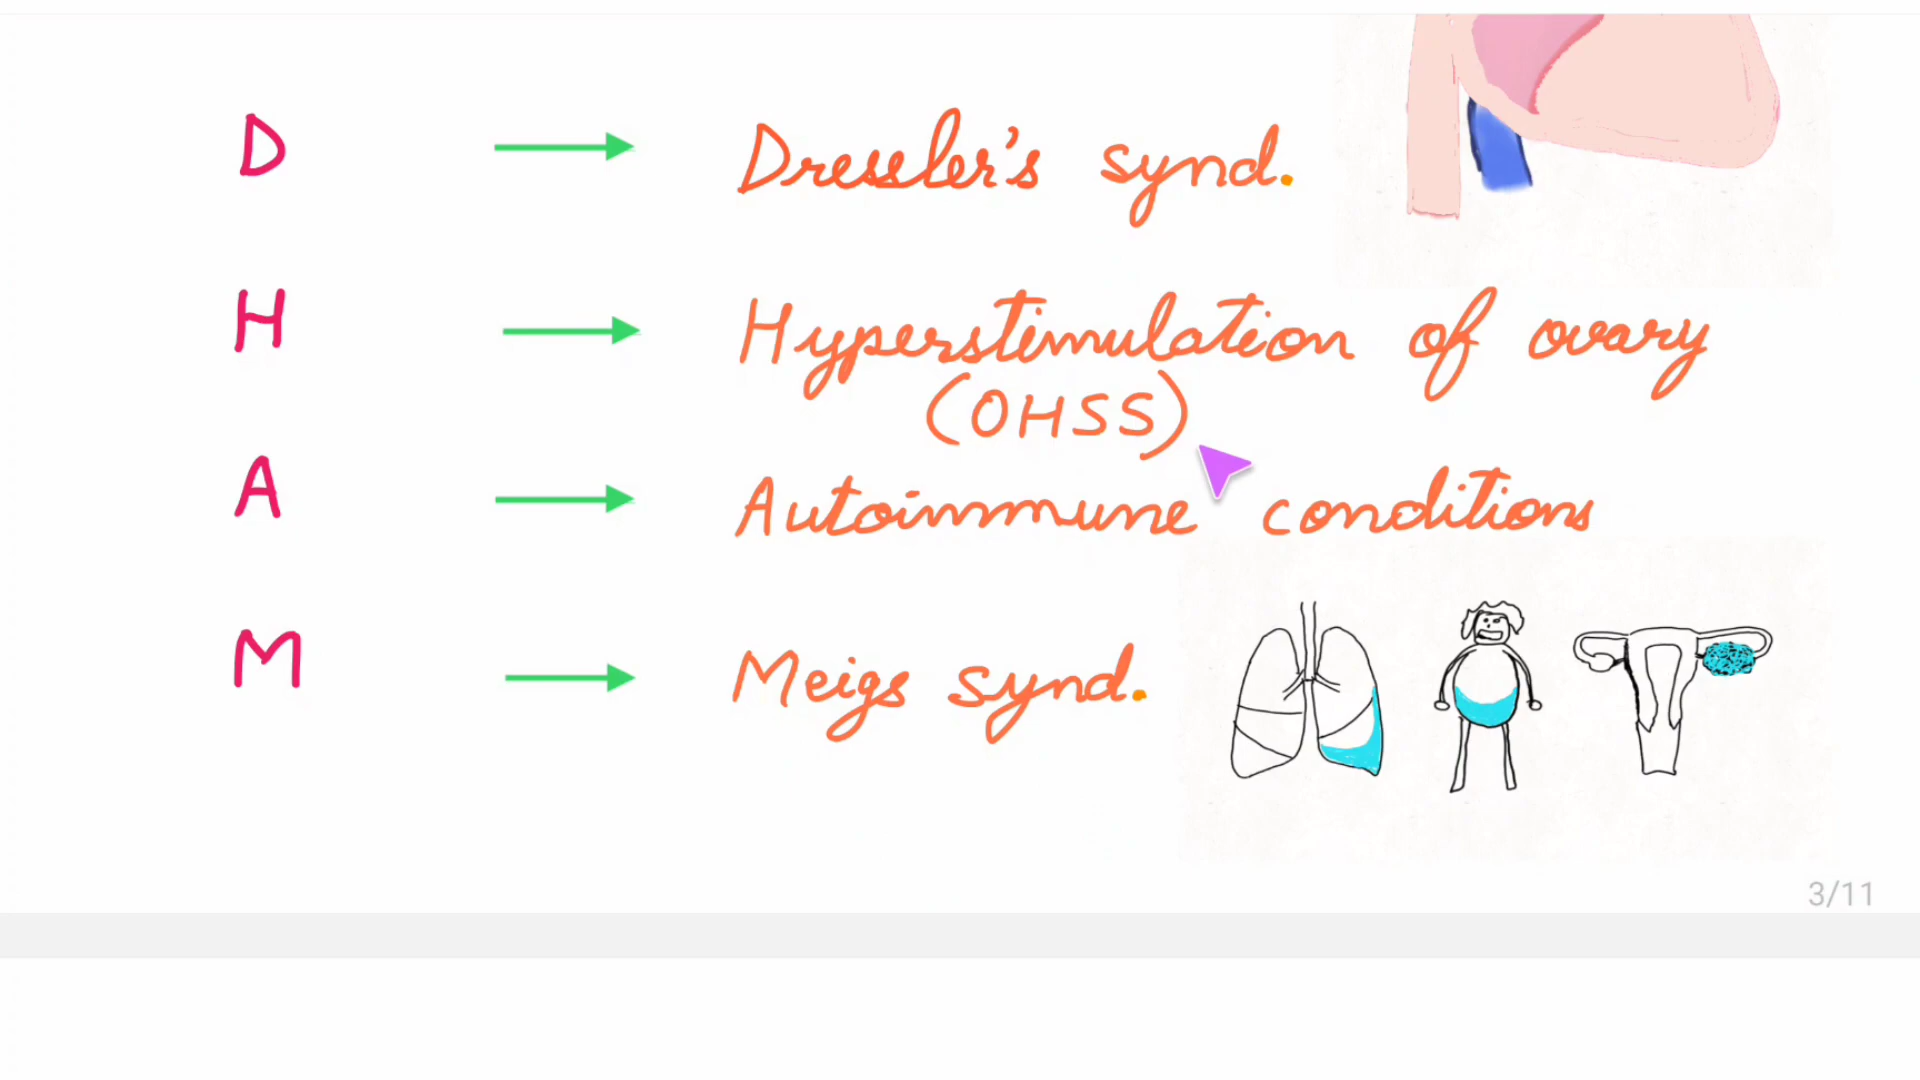 D → Dressler's synd.
H → Hyperstimulation of ovary
(OHSS)
A → Autoimmune conditions
M → Meigs synd.
3/11